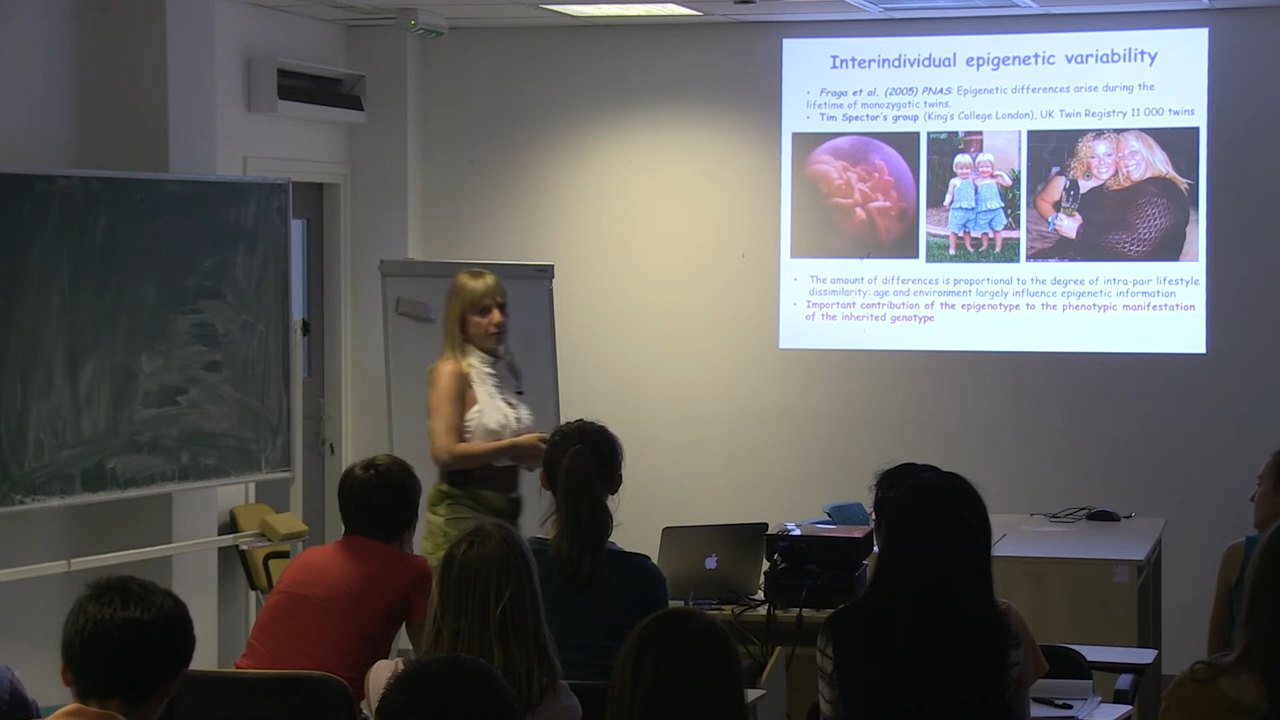 Interindividual epigenetic variability
• Fraga et al. (2005) PNAS: Epigenetic differences arise during the
lifetime of monozygotic twins.
• Tim Spector's group (King's College London), UK Twin Registry 11 000 twins
• The amount of differences is proportional to the degree of intra-pair lifestyle
dissimilarity: age and environment largely influence epigenetic information
• Important contribution of the epigenotype to the phenotypic manifestation
of the inherited genotype